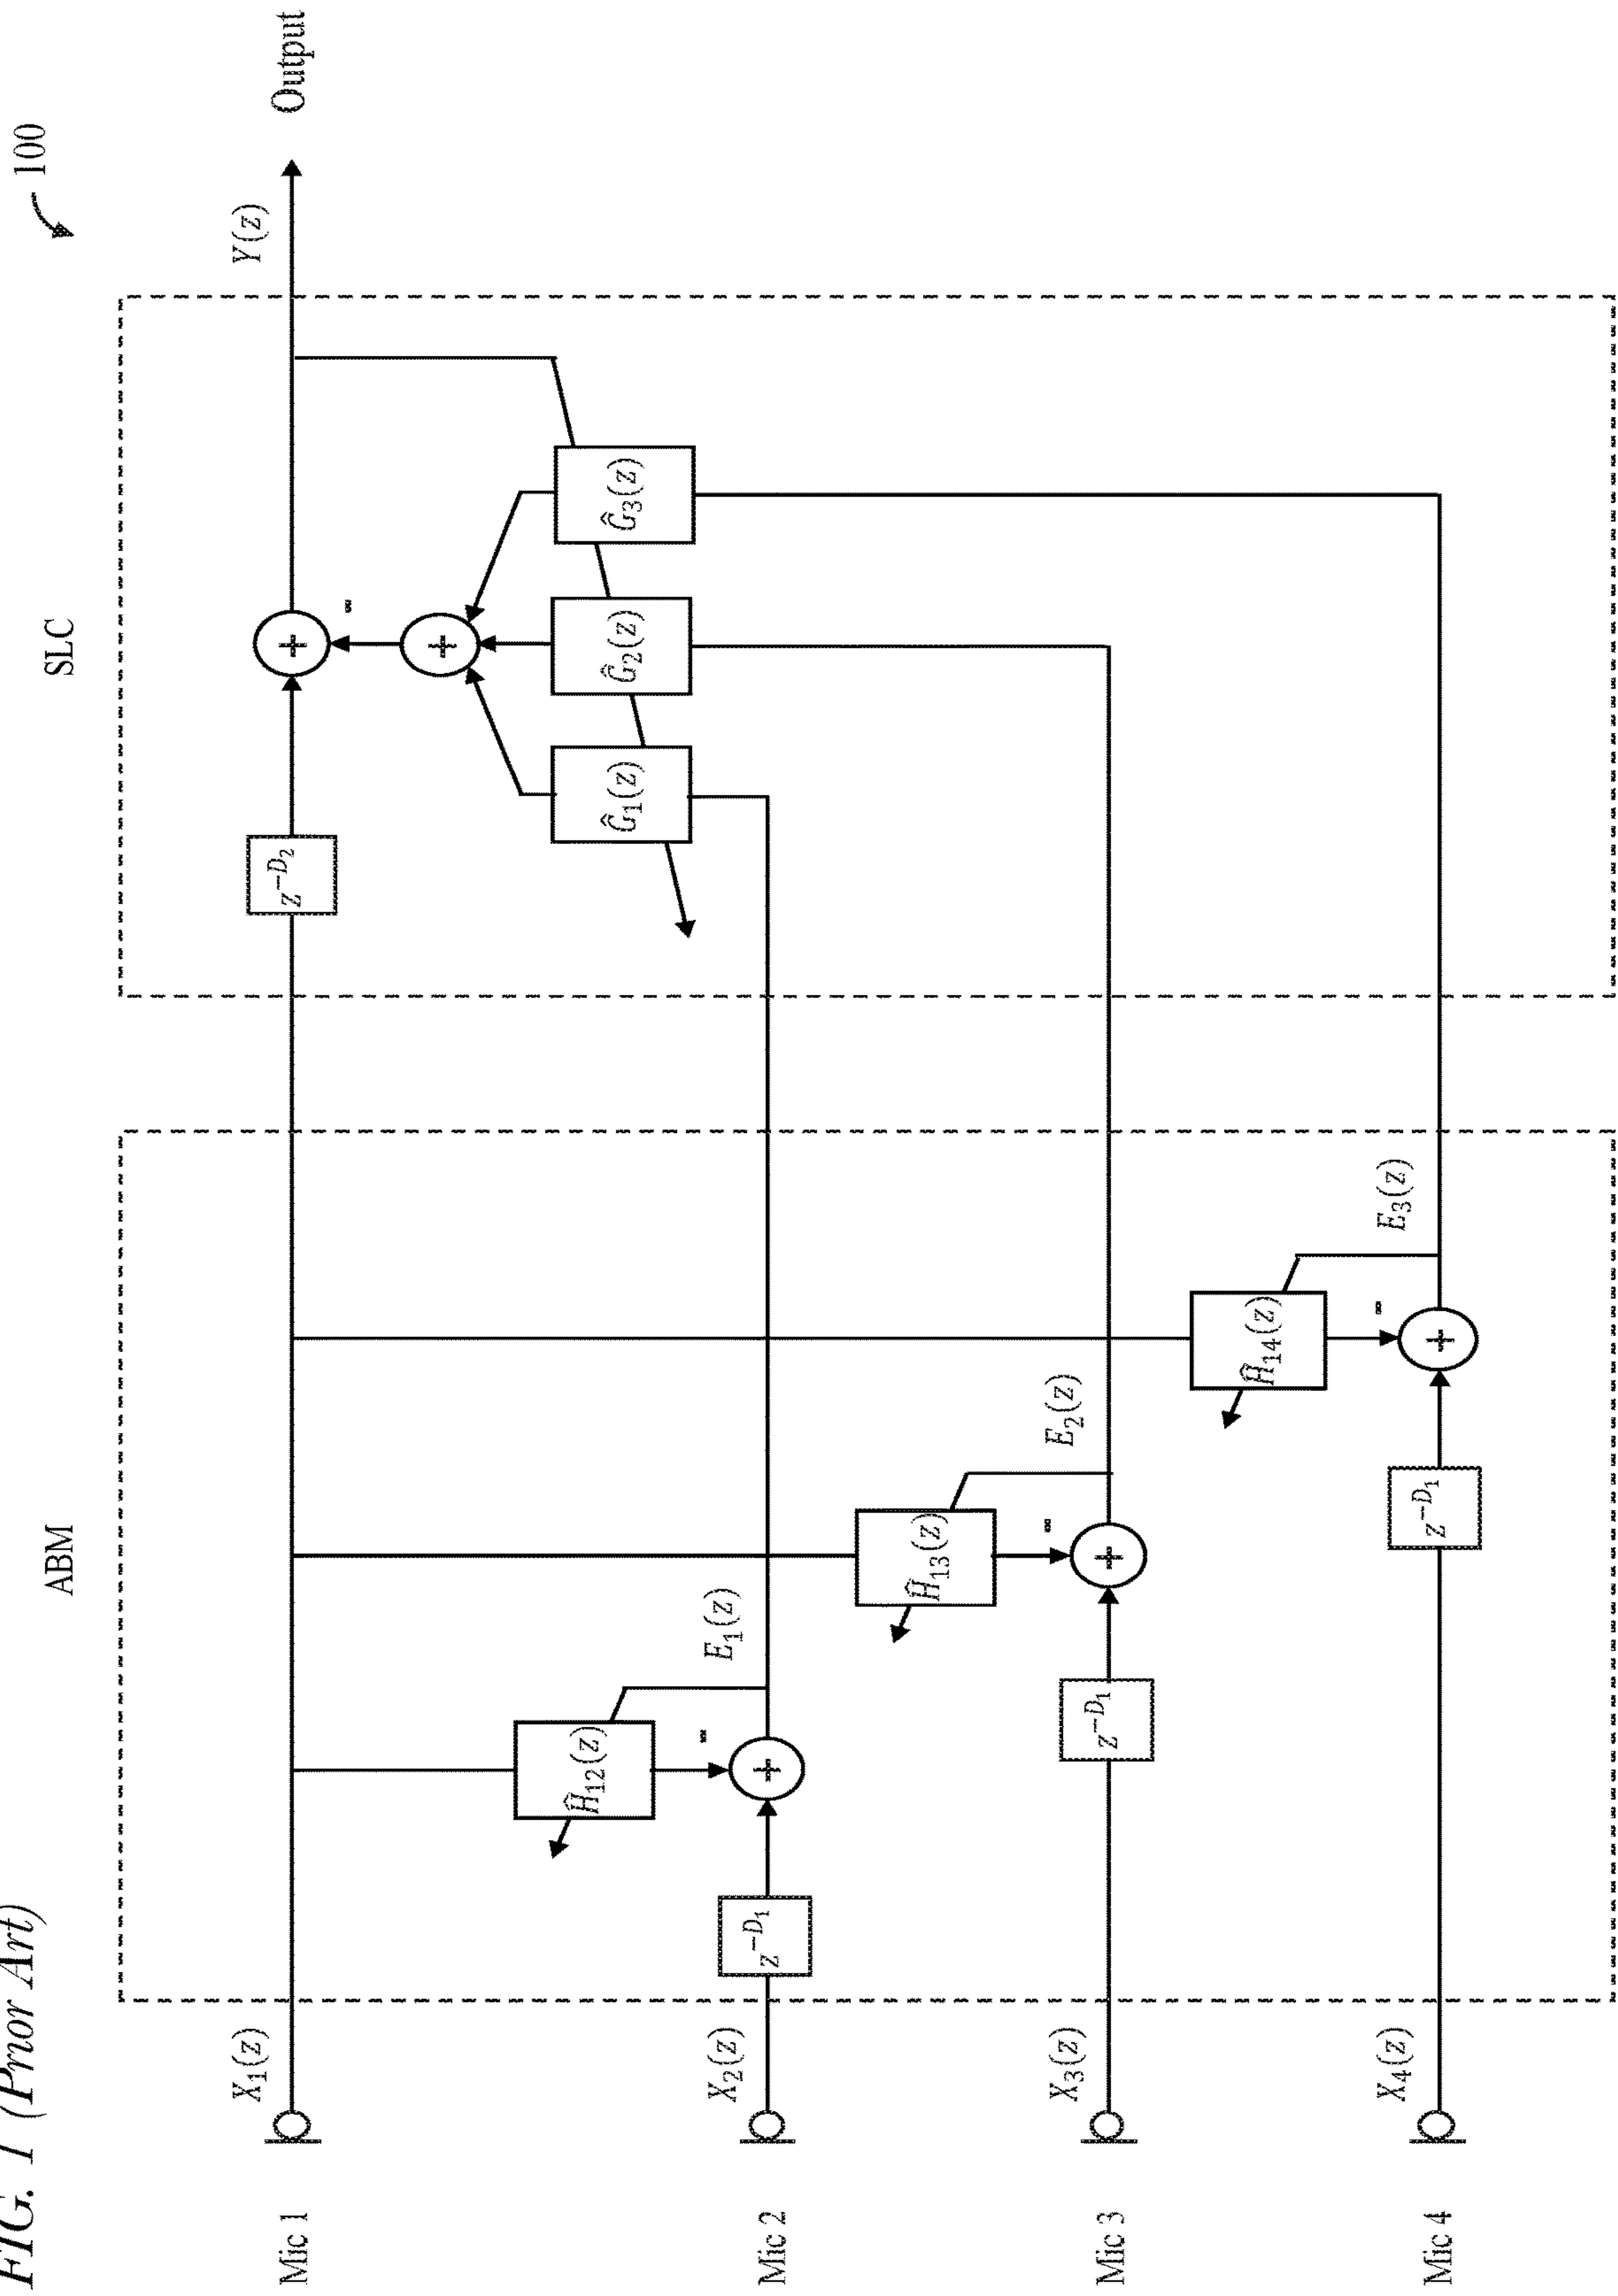 FIG. 1 (Prior Art)
100
ABM
SLC
Mic 1
X₁(z)
z⁻ᴰ²
Y(z)
Output
Mic 2
X₂(z)
z⁻ᴰ¹
Ĥ₁₂(z)
-
E₁(z)
Mic 3
X₃(z)
z⁻ᴰ¹
Ĥ₁₃(z)
-
E₂(z)
Mic 4
X₄(z)
z⁻ᴰ¹
Ĥ₁₄(z)
-
E₃(z)
Ĝ₁(z)
Ĝ₂(z)
Ĝ₃(z)
-
+
+
+
+
+